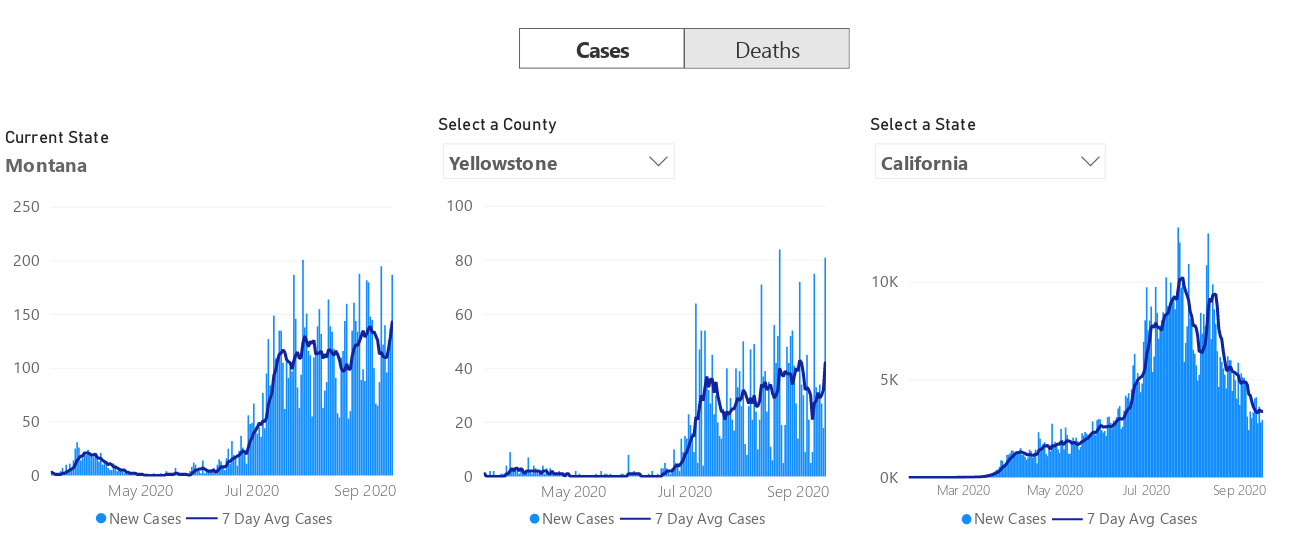 Cases Deaths
Current State
Montana
250
200
150
100
50
0
May 2020 Jul 2020 Sep 2020
New Cases 7 Day Avg Cases
Select a County
Yellowstone
100
80
60
40
20
0
May 2020 Jul 2020 Sep 2020
New Cases 7 Day Avg Cases
Select a State
California
10K
5K
0K
Mar 2020 May 2020 Jul 2020 Sep 2020
New Cases 7 Day Avg Cases